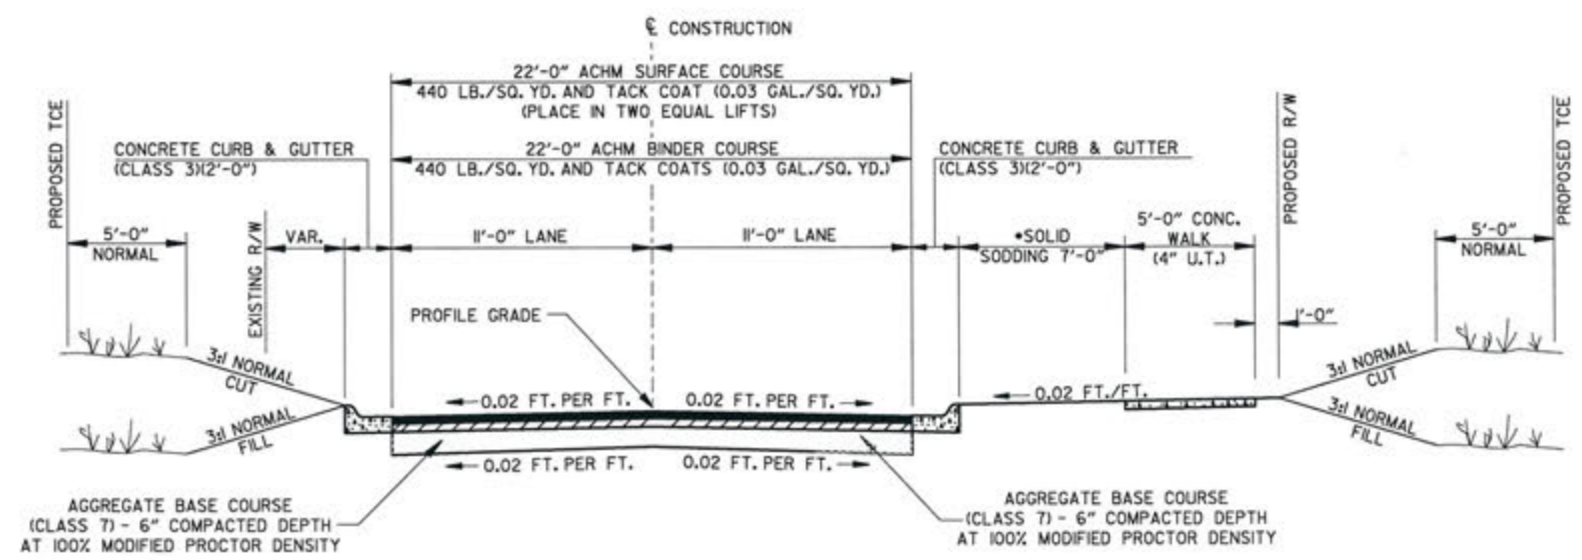 ℄ CONSTRUCTION
22'-0" ACHM SURFACE COURSE
440 LB./SQ. YD. AND TACK COAT (0.03 GAL./SQ. YD.)
(PLACE IN TWO EQUAL LIFTS)
22'-0" ACHM BINDER COURSE
440 LB./SQ. YD. AND TACK COATS (0.03 GAL./SQ. YD.)
PROPOSED TCE
CONCRETE CURB & GUTTER
(CLASS 3)(2'-0")
CONCRETE CURB & GUTTER
(CLASS 3)(2'-0")
PROPOSED R/W
PROPOSED TCE
5'-0"
NORMAL
EXISTING R/W
VAR.
11'-0" LANE
11'-0" LANE
*SOLID
SODDING 7'-0"
5'-0" CONC.
WALK
(4" U.T.)
5'-0"
NORMAL
PROFILE GRADE
1'-0"
3:1 NORMAL
CUT
3:1 NORMAL
FILL
0.02 FT. PER FT.
0.02 FT. PER FT.
0.02 FT./FT.
3:1 NORMAL
CUT
3:1 NORMAL
FILL
0.02 FT. PER FT.
0.02 FT. PER FT.
AGGREGATE BASE COURSE
(CLASS 7) - 6" COMPACTED DEPTH
AT 100% MODIFIED PROCTOR DENSITY
AGGREGATE BASE COURSE
(CLASS 7) - 6" COMPACTED DEPTH
AT 100% MODIFIED PROCTOR DENSITY